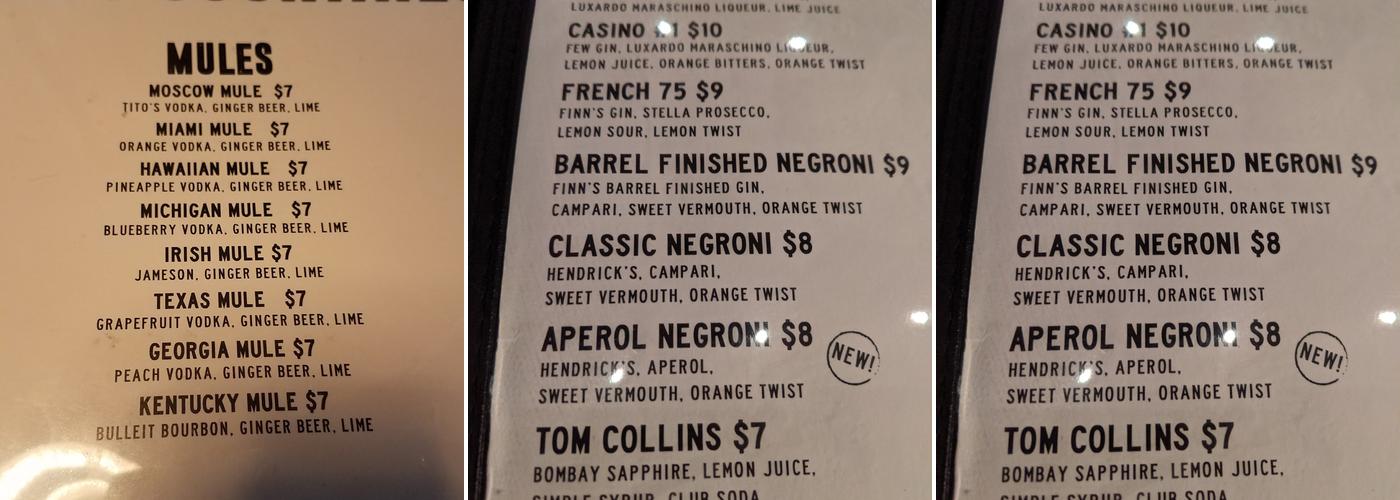 MULES
MOSCOW MULE $7
TITO'S VODKA, GINGER BEER, LIME
MIAMI MULE $7
ORANGE VODKA, GINGER BEER, LIME
HAWAIIAN MULE $7
PINEAPPLE VODKA, GINGER BEER, LIME
MICHIGAN MULE $7
BLUEBERRY VODKA, GINGER BEER, LIME
IRISH MULE $7
JAMESON, GINGER BEER, LIME
TEXAS MULE $7
GRAPEFRUIT VODKA, GINGER BEER, LIME
GEORGIA MULE $7
PEACH VODKA, GINGER BEER, LIME
KENTUCKY MULE $7
BULLEIT BOURBON, GINGER BEER, LIME
LUXARDO MARASCHINO LIQUEUR, LIME JUICE
CASINO $10
FEW GIN, LUXARDO MARASCHINO LIQUEUR,
LEMON JUICE, ORANGE BITTERS, ORANGE TWIST
FRENCH 75 $9
FINN'S GIN, STELLA PROSECCO,
LEMON SOUR, LEMON TWIST
BARREL FINISHED NEGRONI $9
FINN'S BARREL FINISHED GIN,
CAMPARI, SWEET VERMOUTH, ORANGE TWIST
CLASSIC NEGRONI $8
HENDRICK'S, CAMPARI,
SWEET VERMOUTH, ORANGE TWIST
APEROL NEGRONI $8
NEW!
HENDRICK'S, APEROL,
SWEET VERMOUTH, ORANGE TWIST
TOM COLLINS $7
BOMBAY SAPPHIRE, LEMON JUICE,
SIMPLE SYRUP, CLUB SODA
LUXARDO MARASCHINO LIQUEUR, LIME JUICE
CASINO $10
FEW GIN, LUXARDO MARASCHINO LIQUEUR,
LEMON JUICE, ORANGE BITTERS, ORANGE TWIST
FRENCH 75 $9
FINN'S GIN, STELLA PROSECCO,
LEMON SOUR, LEMON TWIST
BARREL FINISHED NEGRONI $9
FINN'S BARREL FINISHED GIN,
CAMPARI, SWEET VERMOUTH, ORANGE TWIST
CLASSIC NEGRONI $8
HENDRICK'S, CAMPARI,
SWEET VERMOUTH, ORANGE TWIST
APEROL NEGRONI $8
NEW!
HENDRICK'S, APEROL,
SWEET VERMOUTH, ORANGE TWIST
TOM COLLINS $7
BOMBAY SAPPHIRE, LEMON JUICE,
SIMPLE SYRUP, CLUB SODA